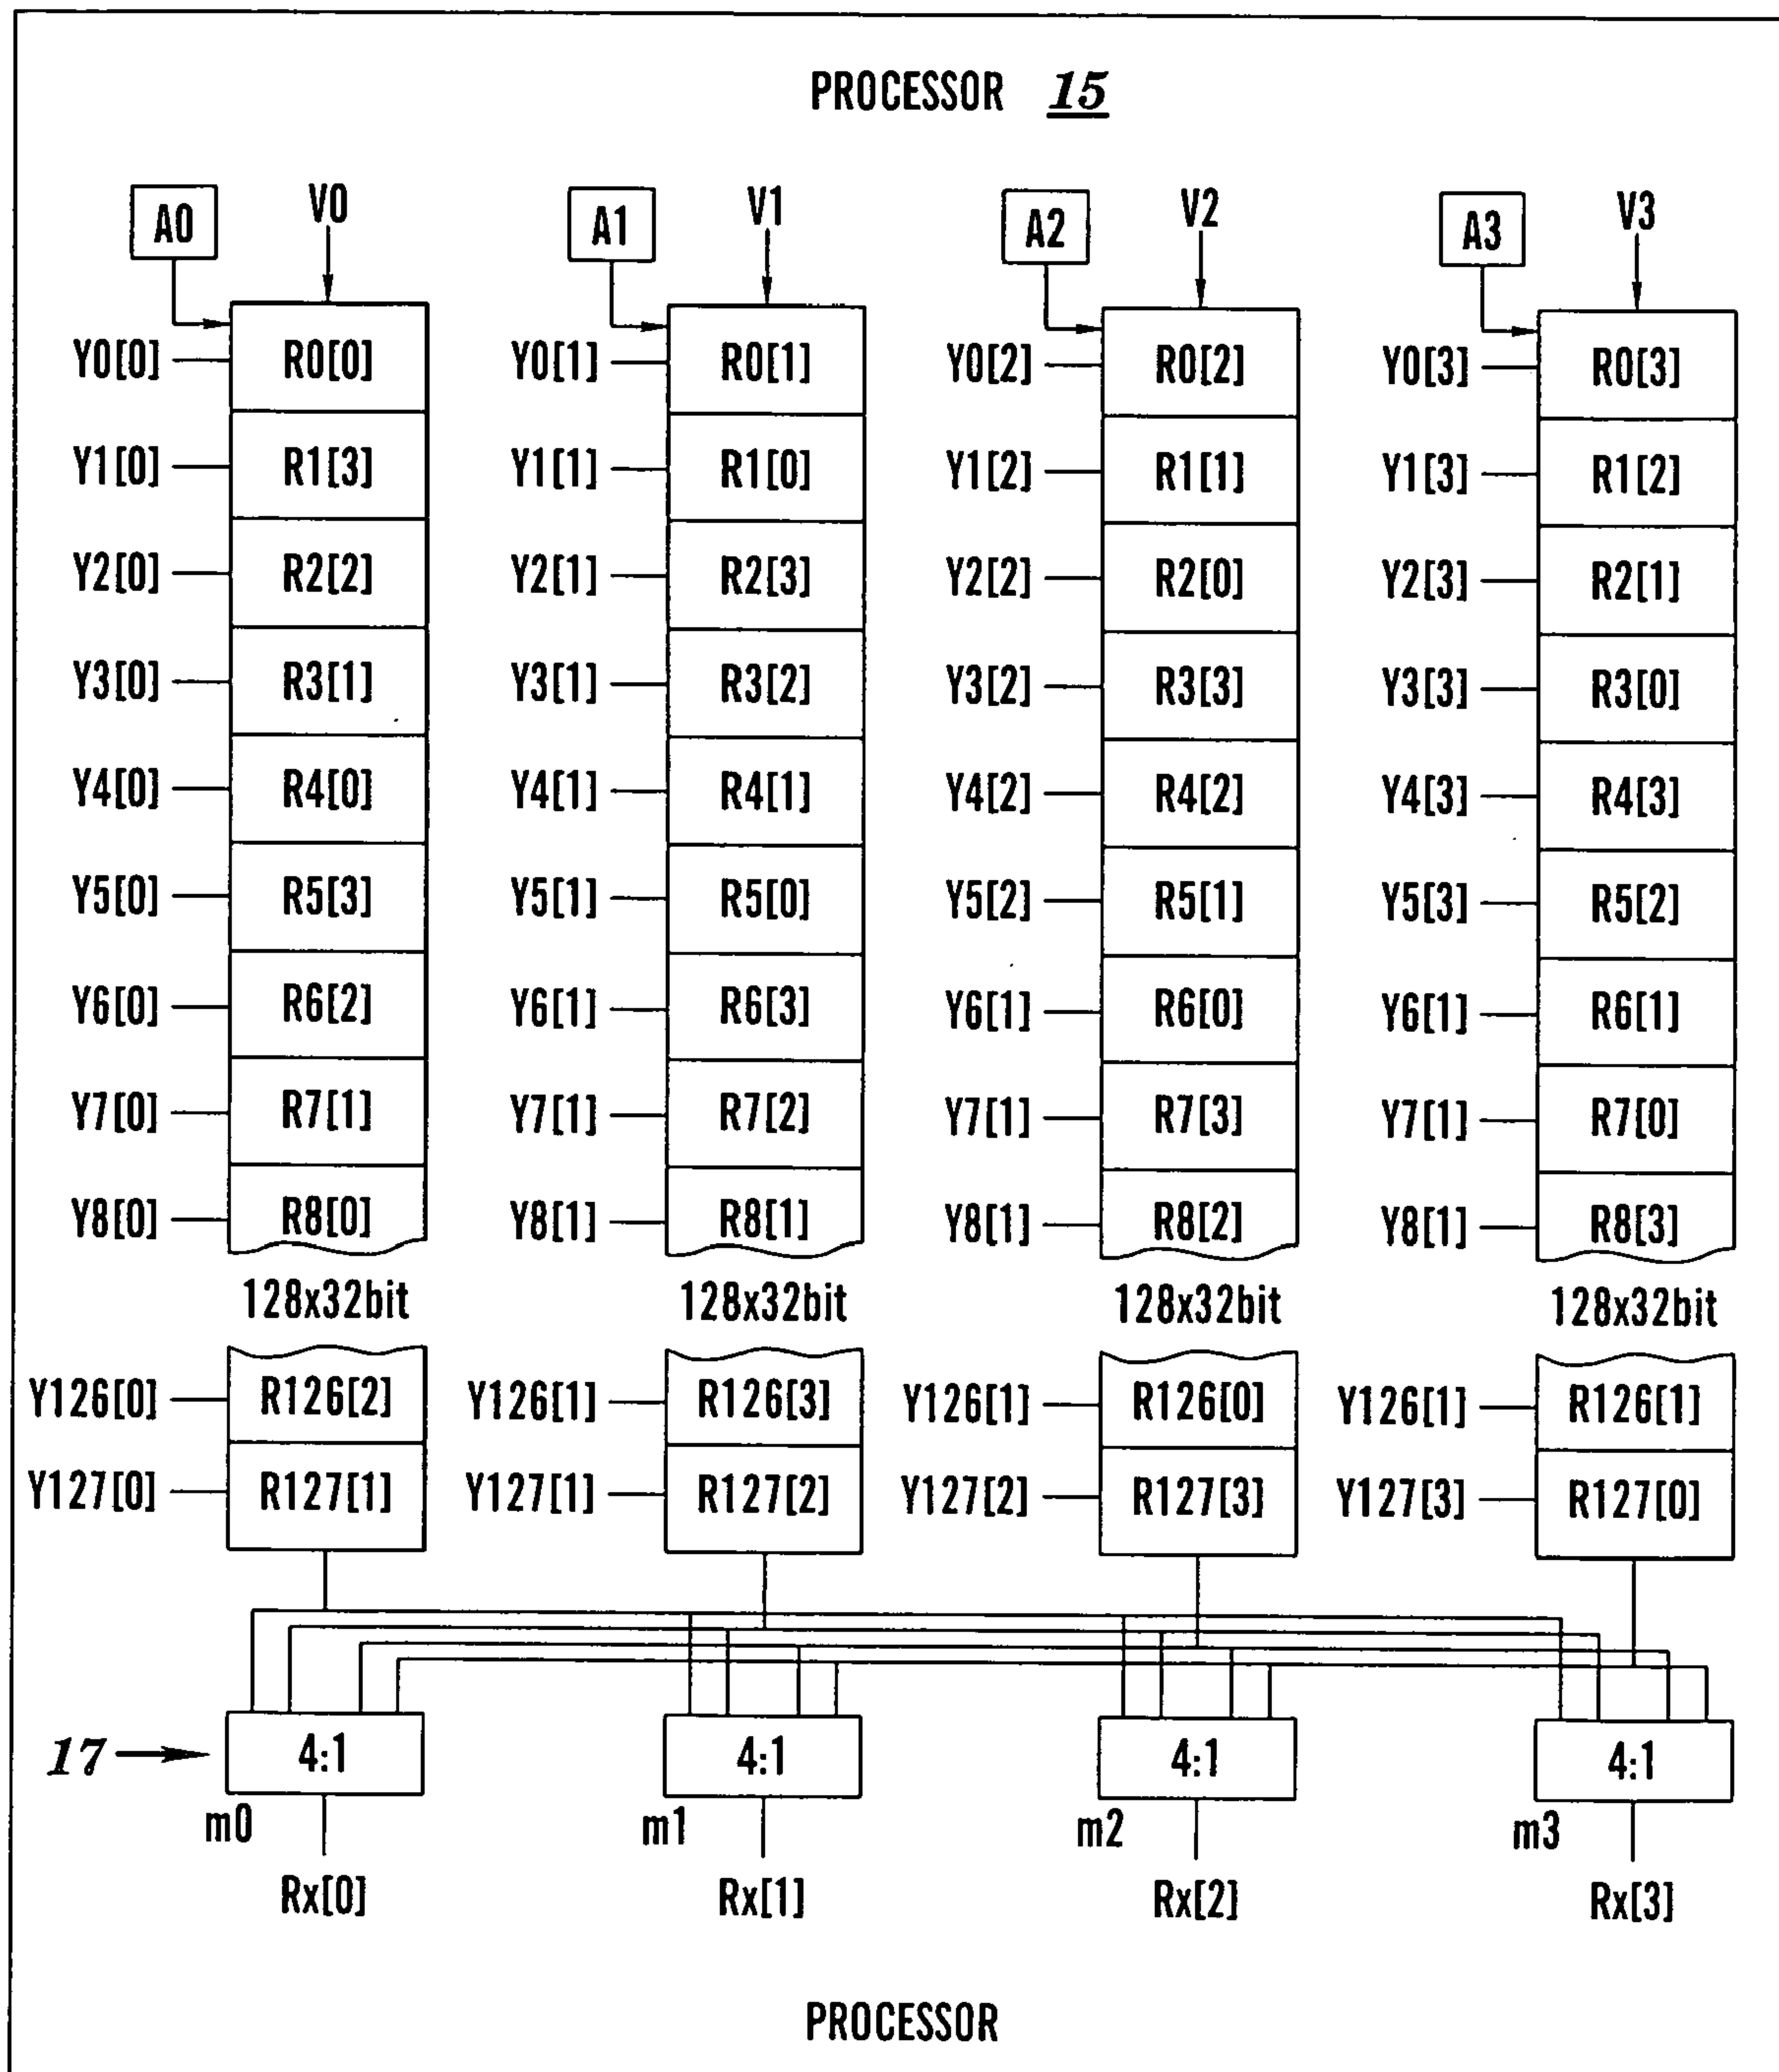 PROCESSOR 15
A0 V0 A1 V1 A2 V2 A3 V3
Y0[0] R0[0] Y0[1] R0[1] Y0[2] R0[2] Y0[3] R0[3]
Y1[0] R1[3] Y1[1] R1[0] Y1[2] R1[1] Y1[3] R1[2]
Y2[0] R2[2] Y2[1] R2[3] Y2[2] R2[0] Y2[3] R2[1]
Y3[0] R3[1] Y3[1] R3[2] Y3[2] R3[3] Y3[3] R3[0]
Y4[0] R4[0] Y4[1] R4[1] Y4[2] R4[2] Y4[3] R4[3]
Y5[0] R5[3] Y5[1] R5[0] Y5[2] R5[1] Y5[3] R5[2]
Y6[0] R6[2] Y6[1] R6[3] Y6[1] R6[0] Y6[1] R6[1]
Y7[0] R7[1] Y7[1] R7[2] Y7[1] R7[3] Y7[1] R7[0]
Y8[0] R8[0] Y8[1] R8[1] Y8[1] R8[2] Y8[1] R8[3]
128x32bit 128x32bit 128x32bit 128x32bit
Y126[0] R126[2] Y126[1] R126[3] Y126[1] R126[0] Y126[1] R126[1]
Y127[0] R127[1] Y127[1] R127[2] Y127[2] R127[3] Y127[3] R127[0]
17 4:1 4:1 4:1 4:1
m0 m1 m2 m3
Rx[0] Rx[1] Rx[2] Rx[3]
PROCESSOR